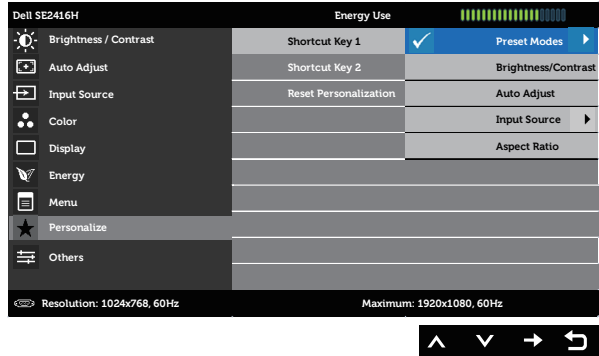 Dell SE2416H Energy Use
Brightness / Contrast Shortcut Key 1 Preset Modes
Auto Adjust Shortcut Key 2 Brightness/Contrast
Input Source Reset Personalization Auto Adjust
Color Input Source
Display Aspect Ratio
Energy
Menu
Personalize
Others
Resolution: 1024x768, 60Hz Maximum: 1920x1080, 60Hz